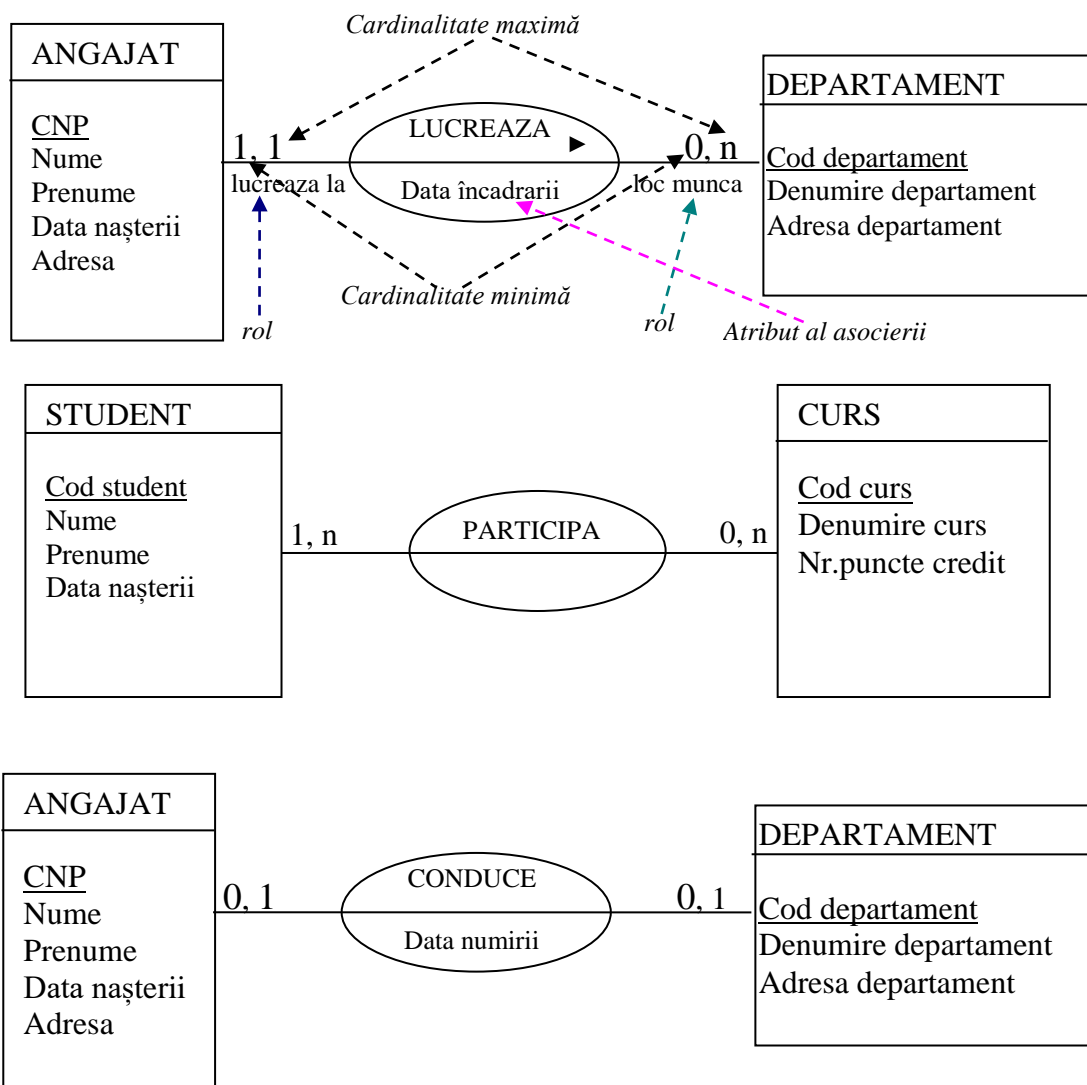 Cardinalitate maximă
ANGAJAT
CNP
Nume
Prenume
Data nașterii
Adresa
1, 1
lucreaza la
LUCREAZA
Data încadrarii
0, n
loc munca
DEPARTAMENT
Cod departament
Denumire departament
Adresa departament
Cardinalitate minimă
rol
rol
Atribut al asocierii
STUDENT
Cod student
Nume
Prenume
Data nașterii
1, n
PARTICIPA
0, n
CURS
Cod curs
Denumire curs
Nr.puncte credit
ANGAJAT
CNP
Nume
Prenume
Data nașterii
Adresa
0, 1
CONDUCE
Data numirii
0, 1
DEPARTAMENT
Cod departament
Denumire departament
Adresa departament